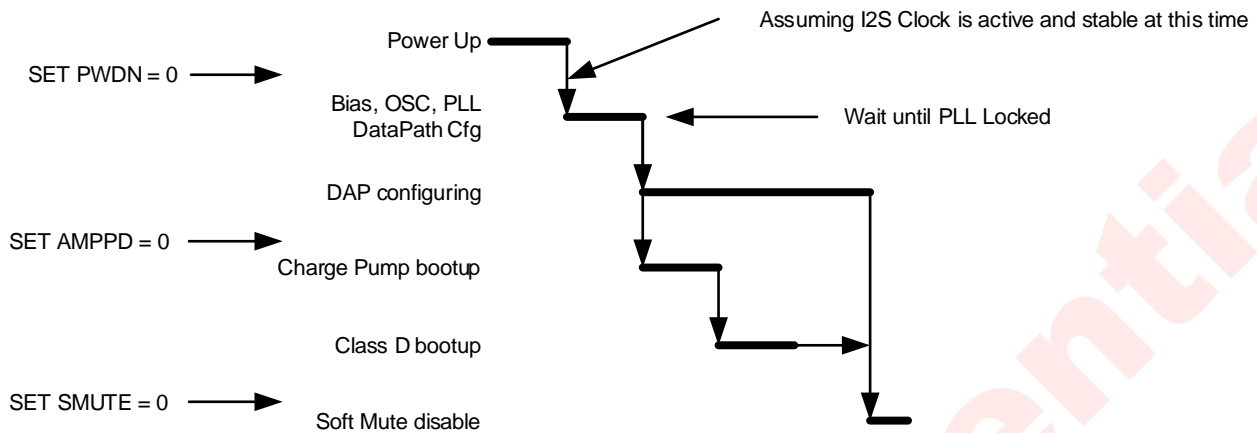 Assuming I2S Clock is active and stable at this time
Power Up
SET PWDN = 0
Bias, OSC, PLL
DataPath Cfg
Wait until PLL Locked
DAP configuring
SET AMPPD = 0
Charge Pump bootup
Class D bootup
SET SMUTE = 0
Soft Mute disable
entia